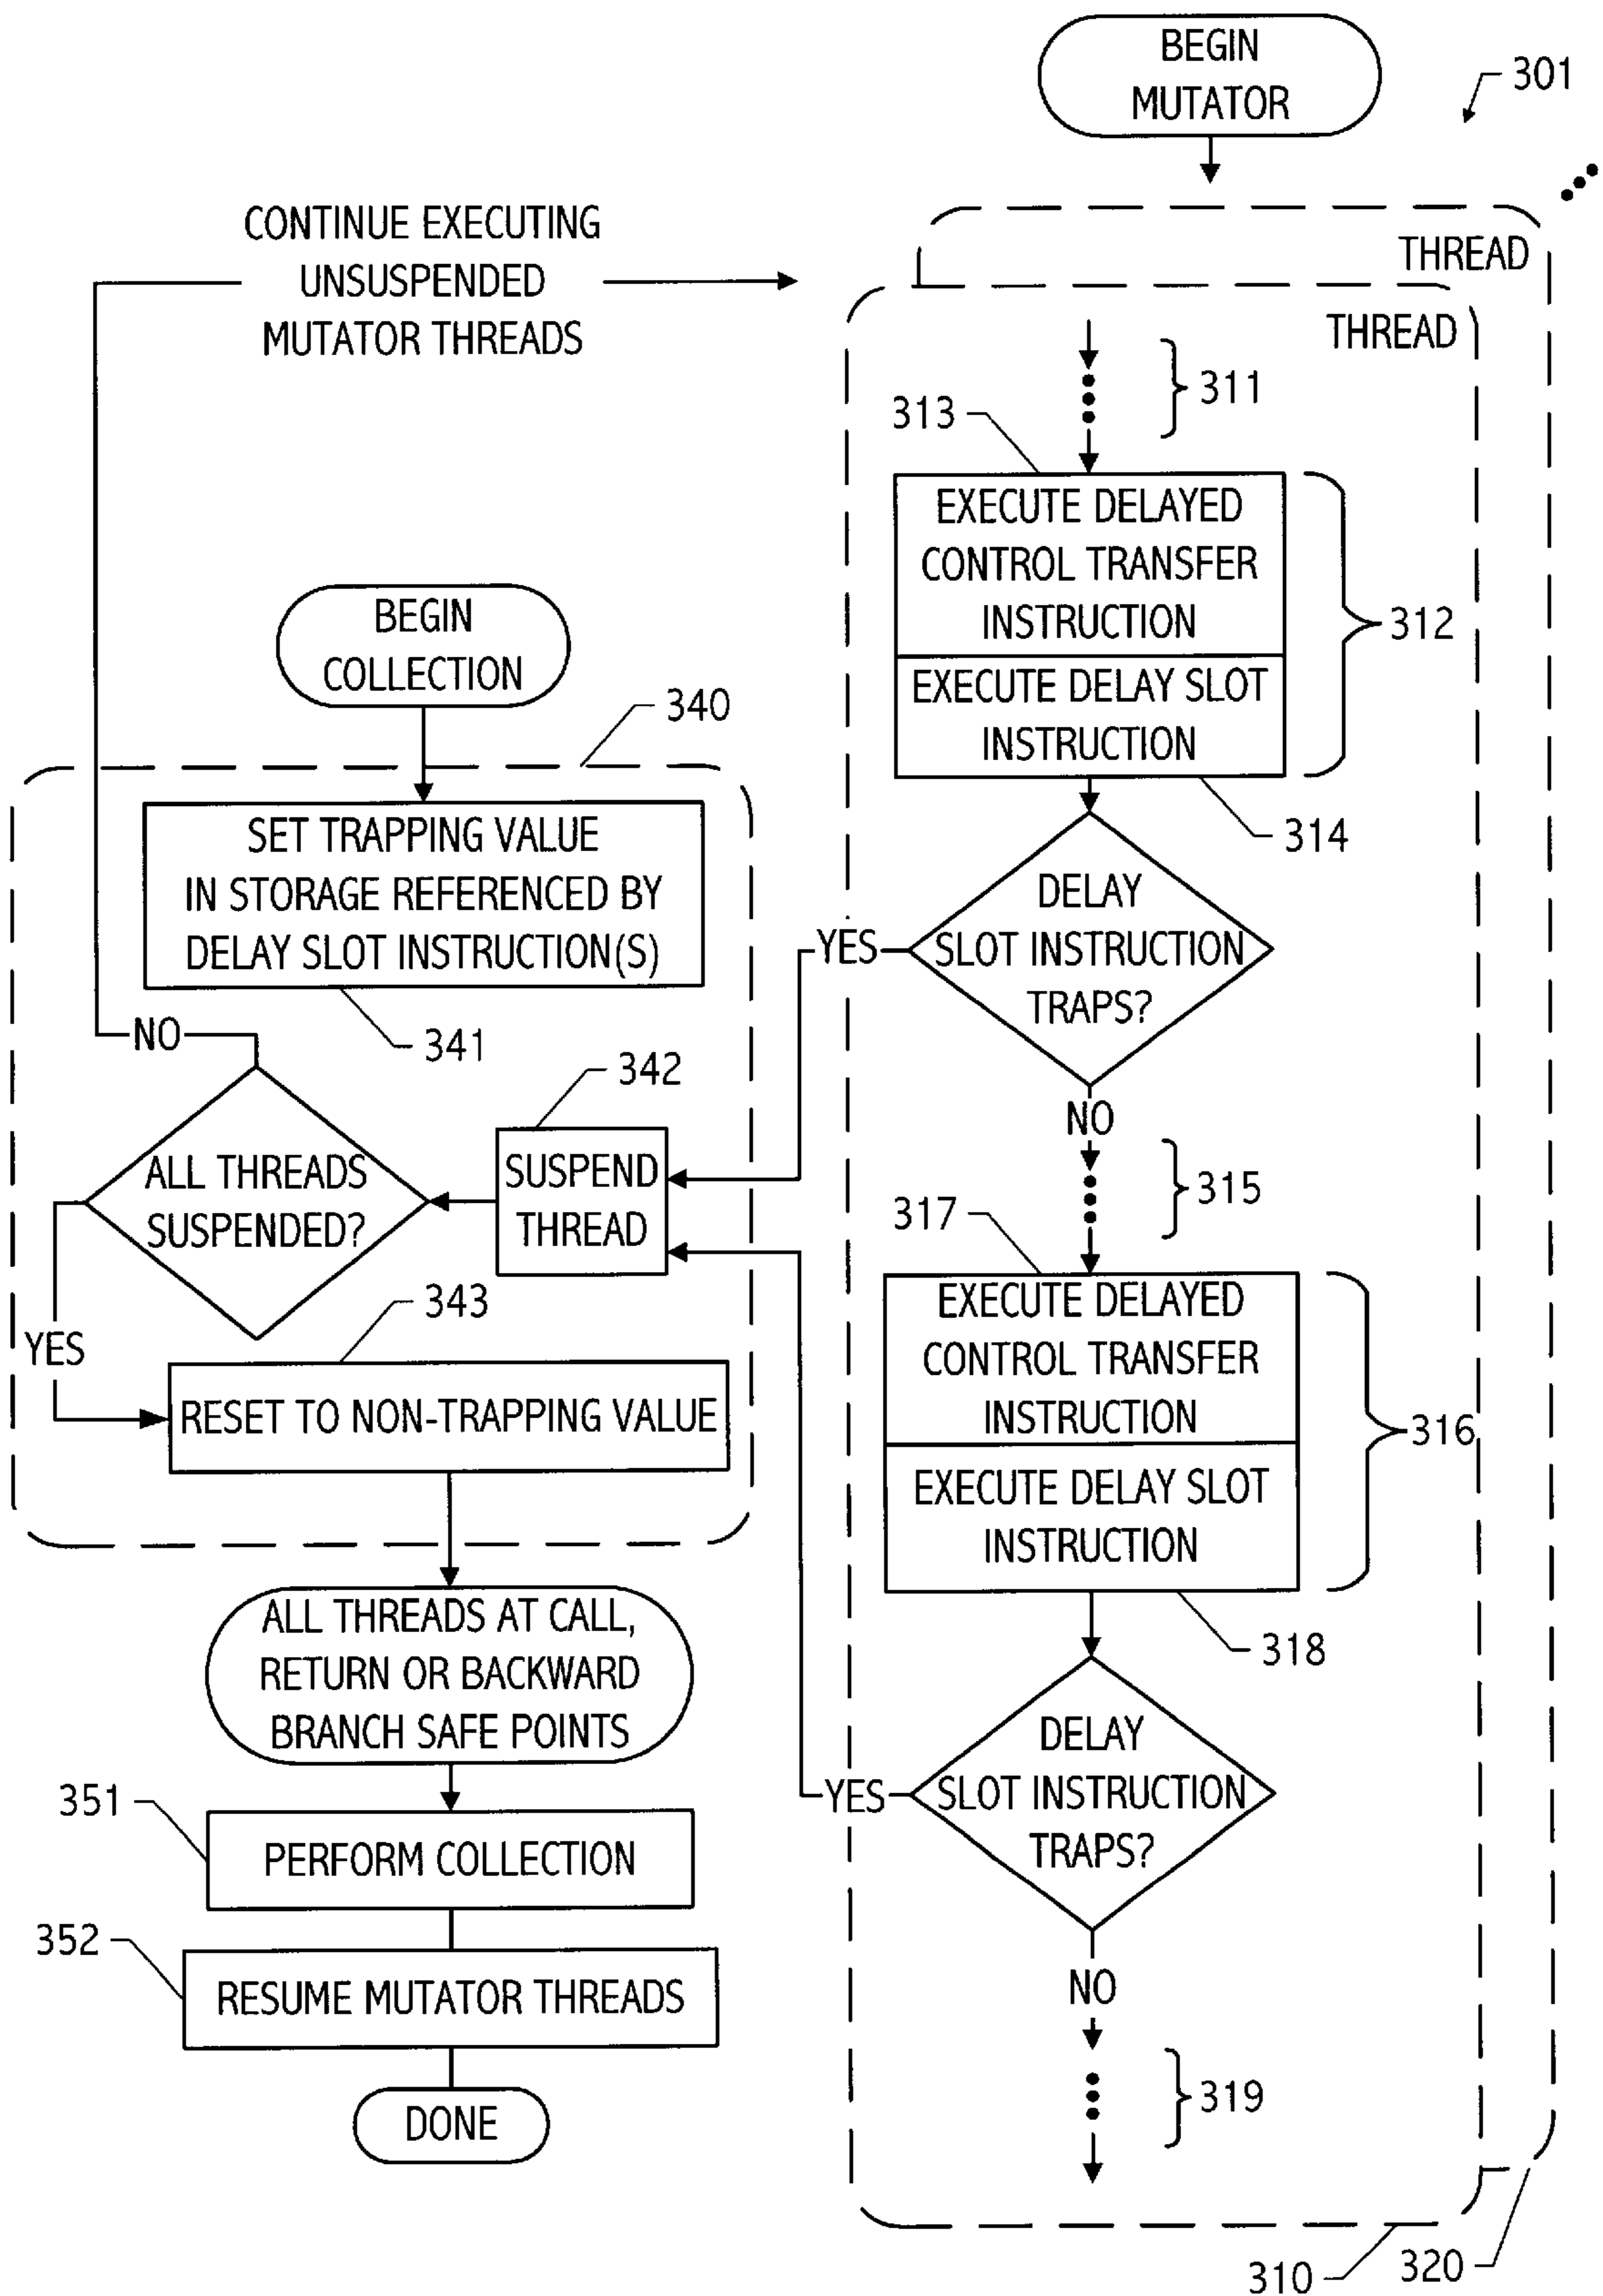 BEGIN
MUTATOR
301
CONTINUE EXECUTING
UNSUSPENDED
MUTATOR THREADS
THREAD
THREAD
311
313
EXECUTE DELAYED
CONTROL TRANSFER
INSTRUCTION
312
EXECUTE DELAY SLOT
INSTRUCTION
314
BEGIN
COLLECTION
340
SET TRAPPING VALUE
IN STORAGE REFERENCED BY
DELAY SLOT INSTRUCTION(S)
341
DELAY
SLOT INSTRUCTION
TRAPS?
YES
NO
NO
342
SUSPEND
THREAD
ALL THREADS
SUSPENDED?
315
317
343
YES
RESET TO NON-TRAPPING VALUE
EXECUTE DELAYED
CONTROL TRANSFER
INSTRUCTION
316
EXECUTE DELAY SLOT
INSTRUCTION
318
ALL THREADS AT CALL,
RETURN OR BACKWARD
BRANCH SAFE POINTS
DELAY
SLOT INSTRUCTION
TRAPS?
YES
351
PERFORM COLLECTION
352
RESUME MUTATOR THREADS
NO
DONE
319
310
320